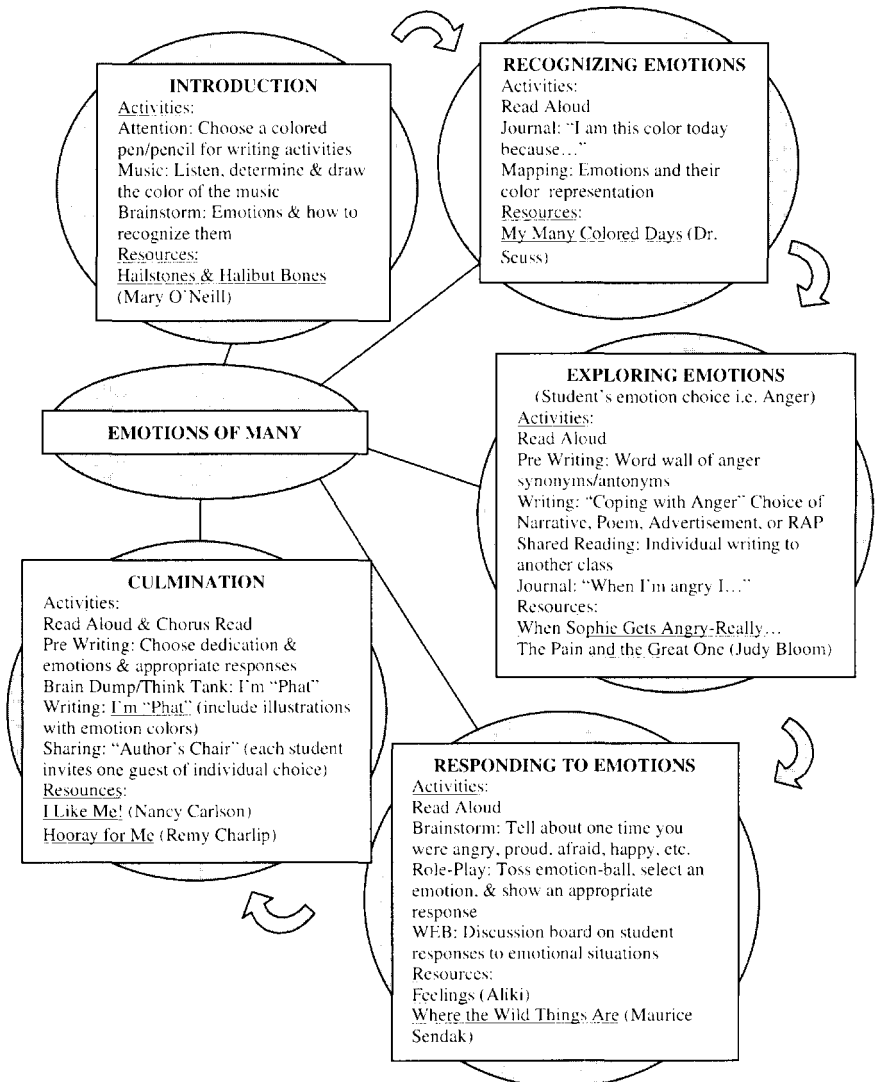 INTRODUCTION
Activities:
Attention: Choose a colored
pen/pencil for writing activities
Music: Listen, determine & draw
the color of the music
Brainstorm: Emotions & how to
recognize them
Resources:
Hailstones & Halibut Bones
(Mary O'Neill)
RECOGNIZING EMOTIONS
Activities:
Read Aloud
Journal: "I am this color today
because..."
Mapping: Emotions and their
color representation
Resources:
My Many Colored Days (Dr.
Seuss)
EXPLORING EMOTIONS
(Student's emotion choice i.e. Anger)
Activities:
Read Aloud
Pre Writing: Word wall of anger
synonyms/antonyms
Writing: "Coping with Anger" Choice of
Narrative, Poem, Advertisement, or RAP
Shared Reading: Individual writing to
another class
Journal: "When I'm angry I..."
Resources:
When Sophie Gets Angry-Really...
The Pain and the Great One (Judy Bloom)
EMOTIONS OF MANY
RESPONDING TO EMOTIONS
Activities:
Read Aloud
Brainstorm: Tell about one time you
were angry, proud, afraid, happy, etc.
Role-Play: Toss emotion-ball, select an
emotion, & show an appropriate
response
WEB: Discussion board on student
responses to emotional situations
Resources:
Feelings (Aliki)
Where the Wild Things Are (Maurice
Sendak)
CULMINATION
Activities:
Read Aloud & Chorus Read
Pre Writing: Choose dedication &
emotions & appropriate responses
Brain Dump/Think Tank: I'm "Phat"
Writing: I'm "Phat" (include illustrations
with emotion colors)
Sharing: "Author's Chair" (each student
invites one guest of individual choice)
Resounces:
I Like Me! (Nancy Carlson)
Hooray for Me (Remy Charlip)